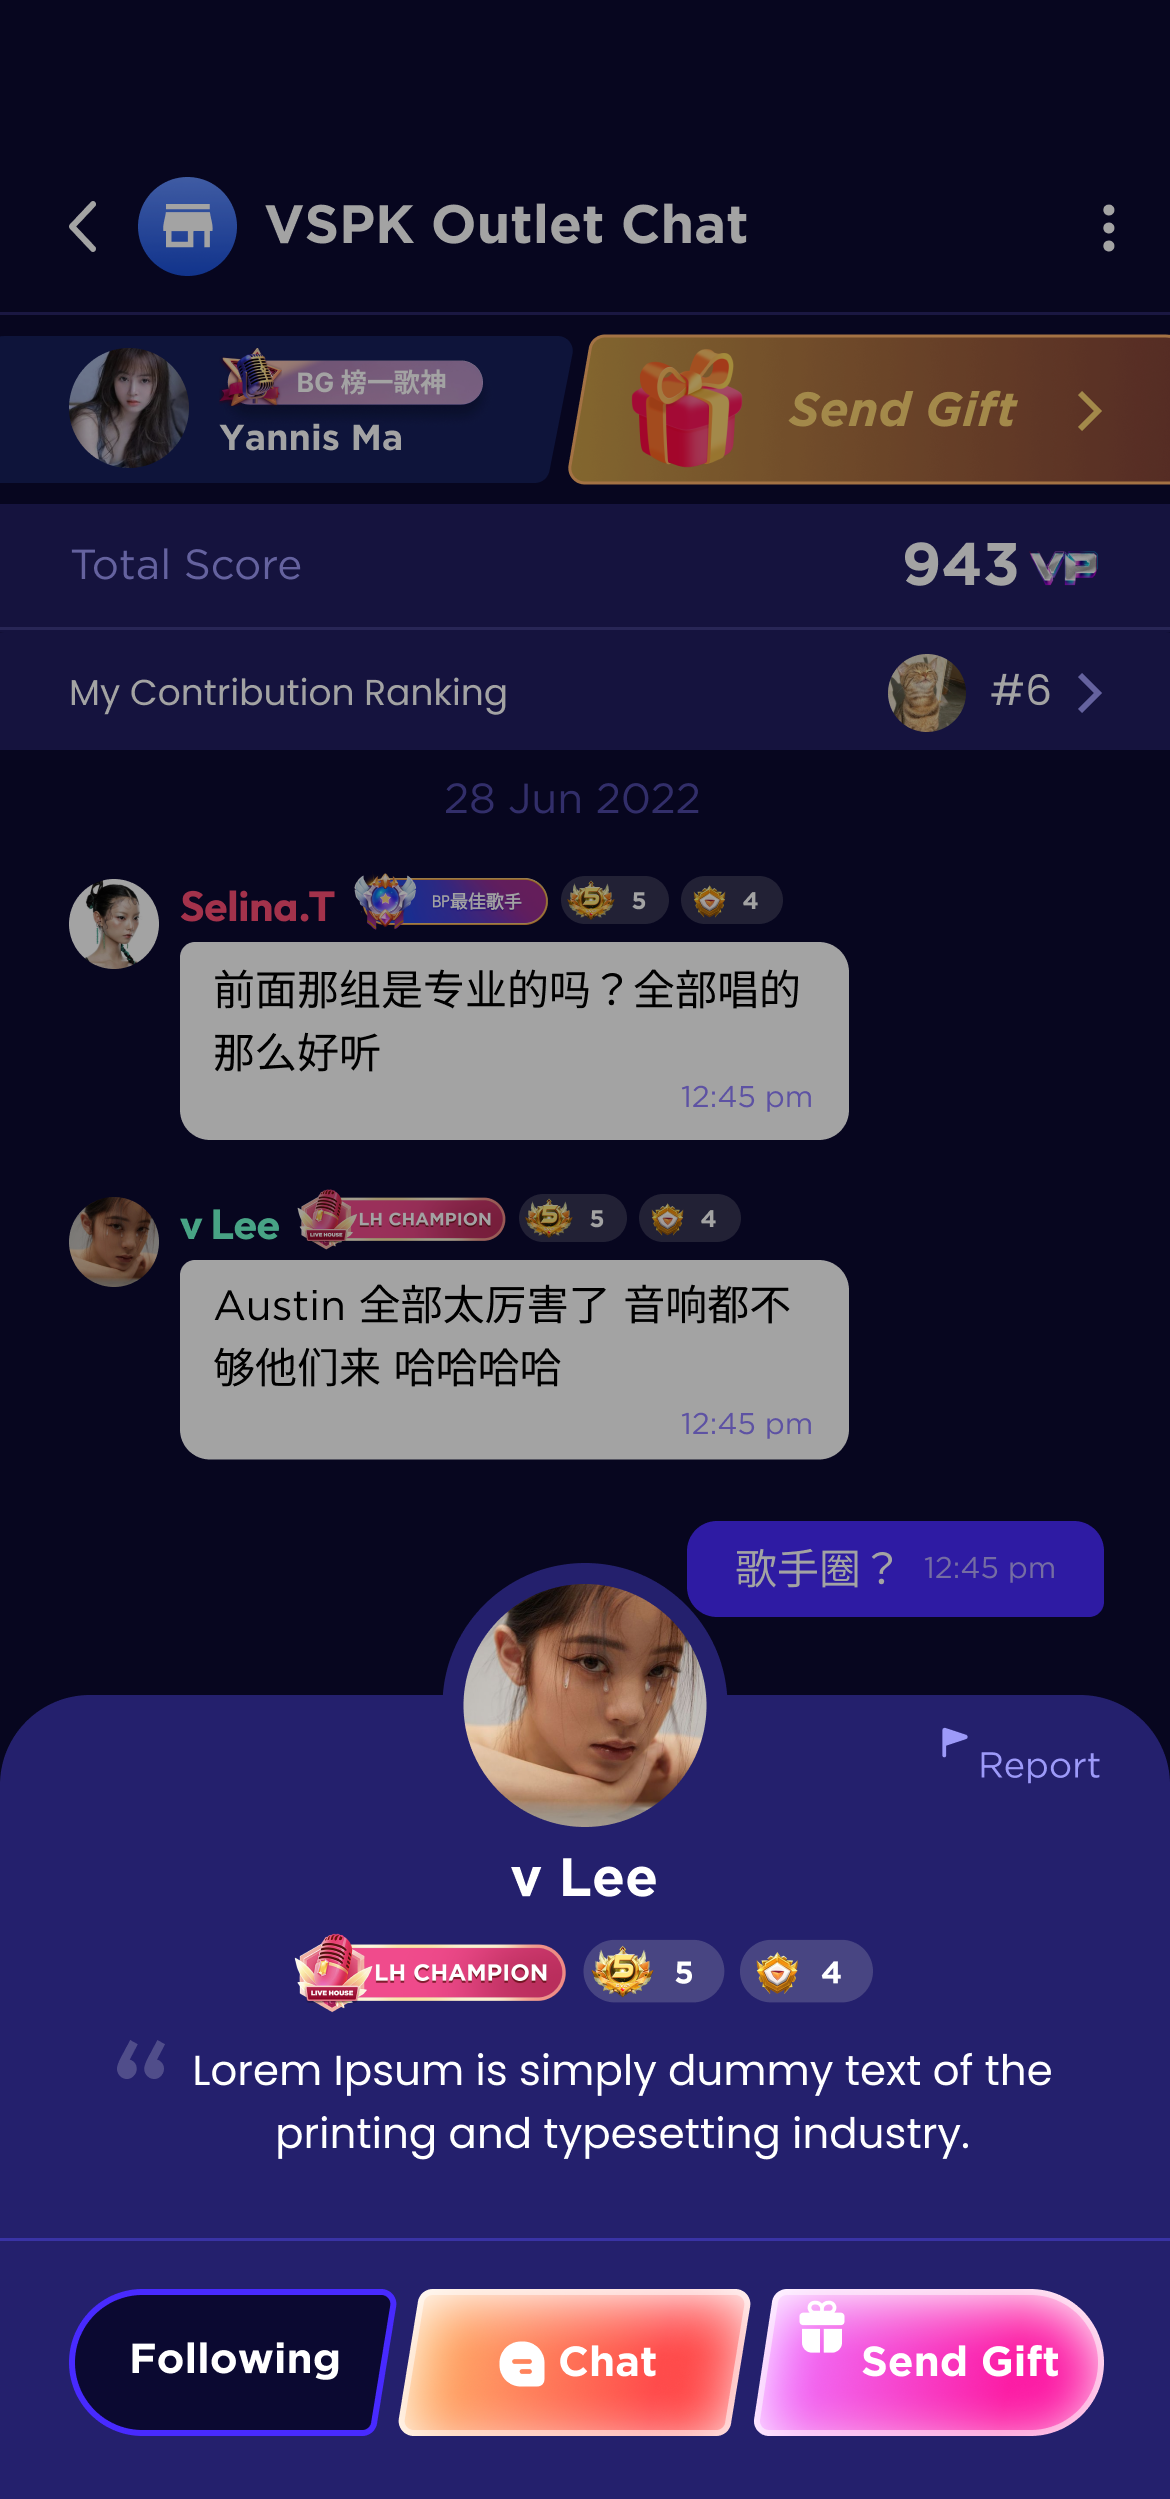 VSPK Outlet Chat
BG 榜一歌神
Yannis Ma
Send Gift
Total Score
943 VP
My Contribution Ranking
#6
28 Jun 2022
Selina.T
BP最佳歌手
5
4
前面那组是专业的吗？全部唱的
那么好听
12:45 pm
v Lee
LIVE HOUSE
LH CHAMPION
5
4
Austin 全部太厉害了 音响都不
够他们来 哈哈哈哈
12:45 pm
歌手圈？
12:45 pm
Report
v Lee
LIVE HOUSE
LH CHAMPION
5
4
“ Lorem Ipsum is simply dummy text of the
printing and typesetting industry.
Following
Chat
Send Gift